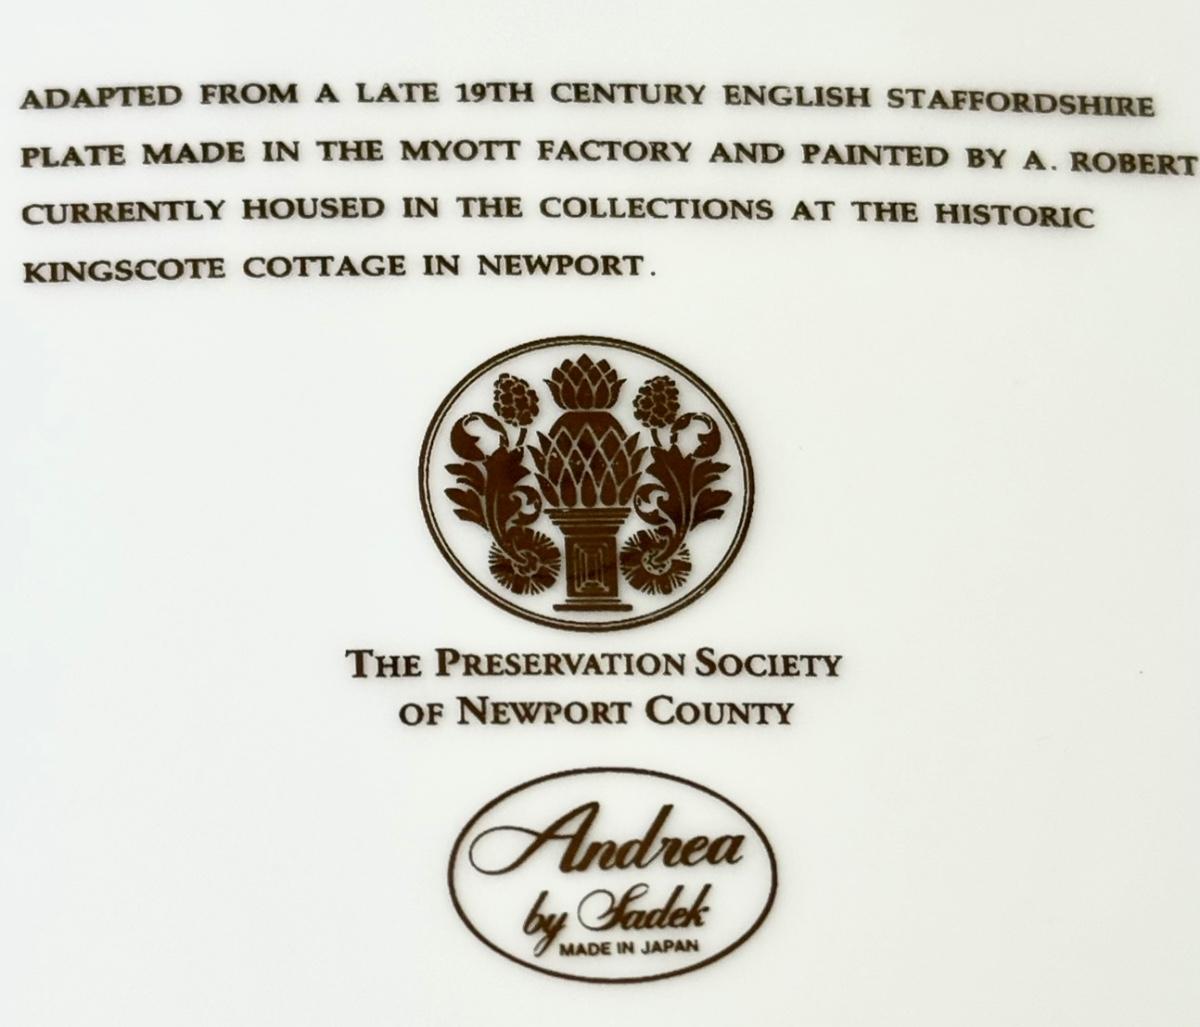 ADAPTED FROM A LATE 19TH CENTURY ENGLISH STAFFORDSHIRE
PLATE MADE IN THE MYOTT FACTORY AND PAINTED BY A. ROBERT
CURRENTLY HOUSED IN THE COLLECTIONS AT THE HISTORIC
KINGSCOTE COTTAGE IN NEWPORT.
THE PRESERVATION SOCIETY
OF NEWPORT COUNTY
Andrea
by Sadek
MADE IN JAPAN